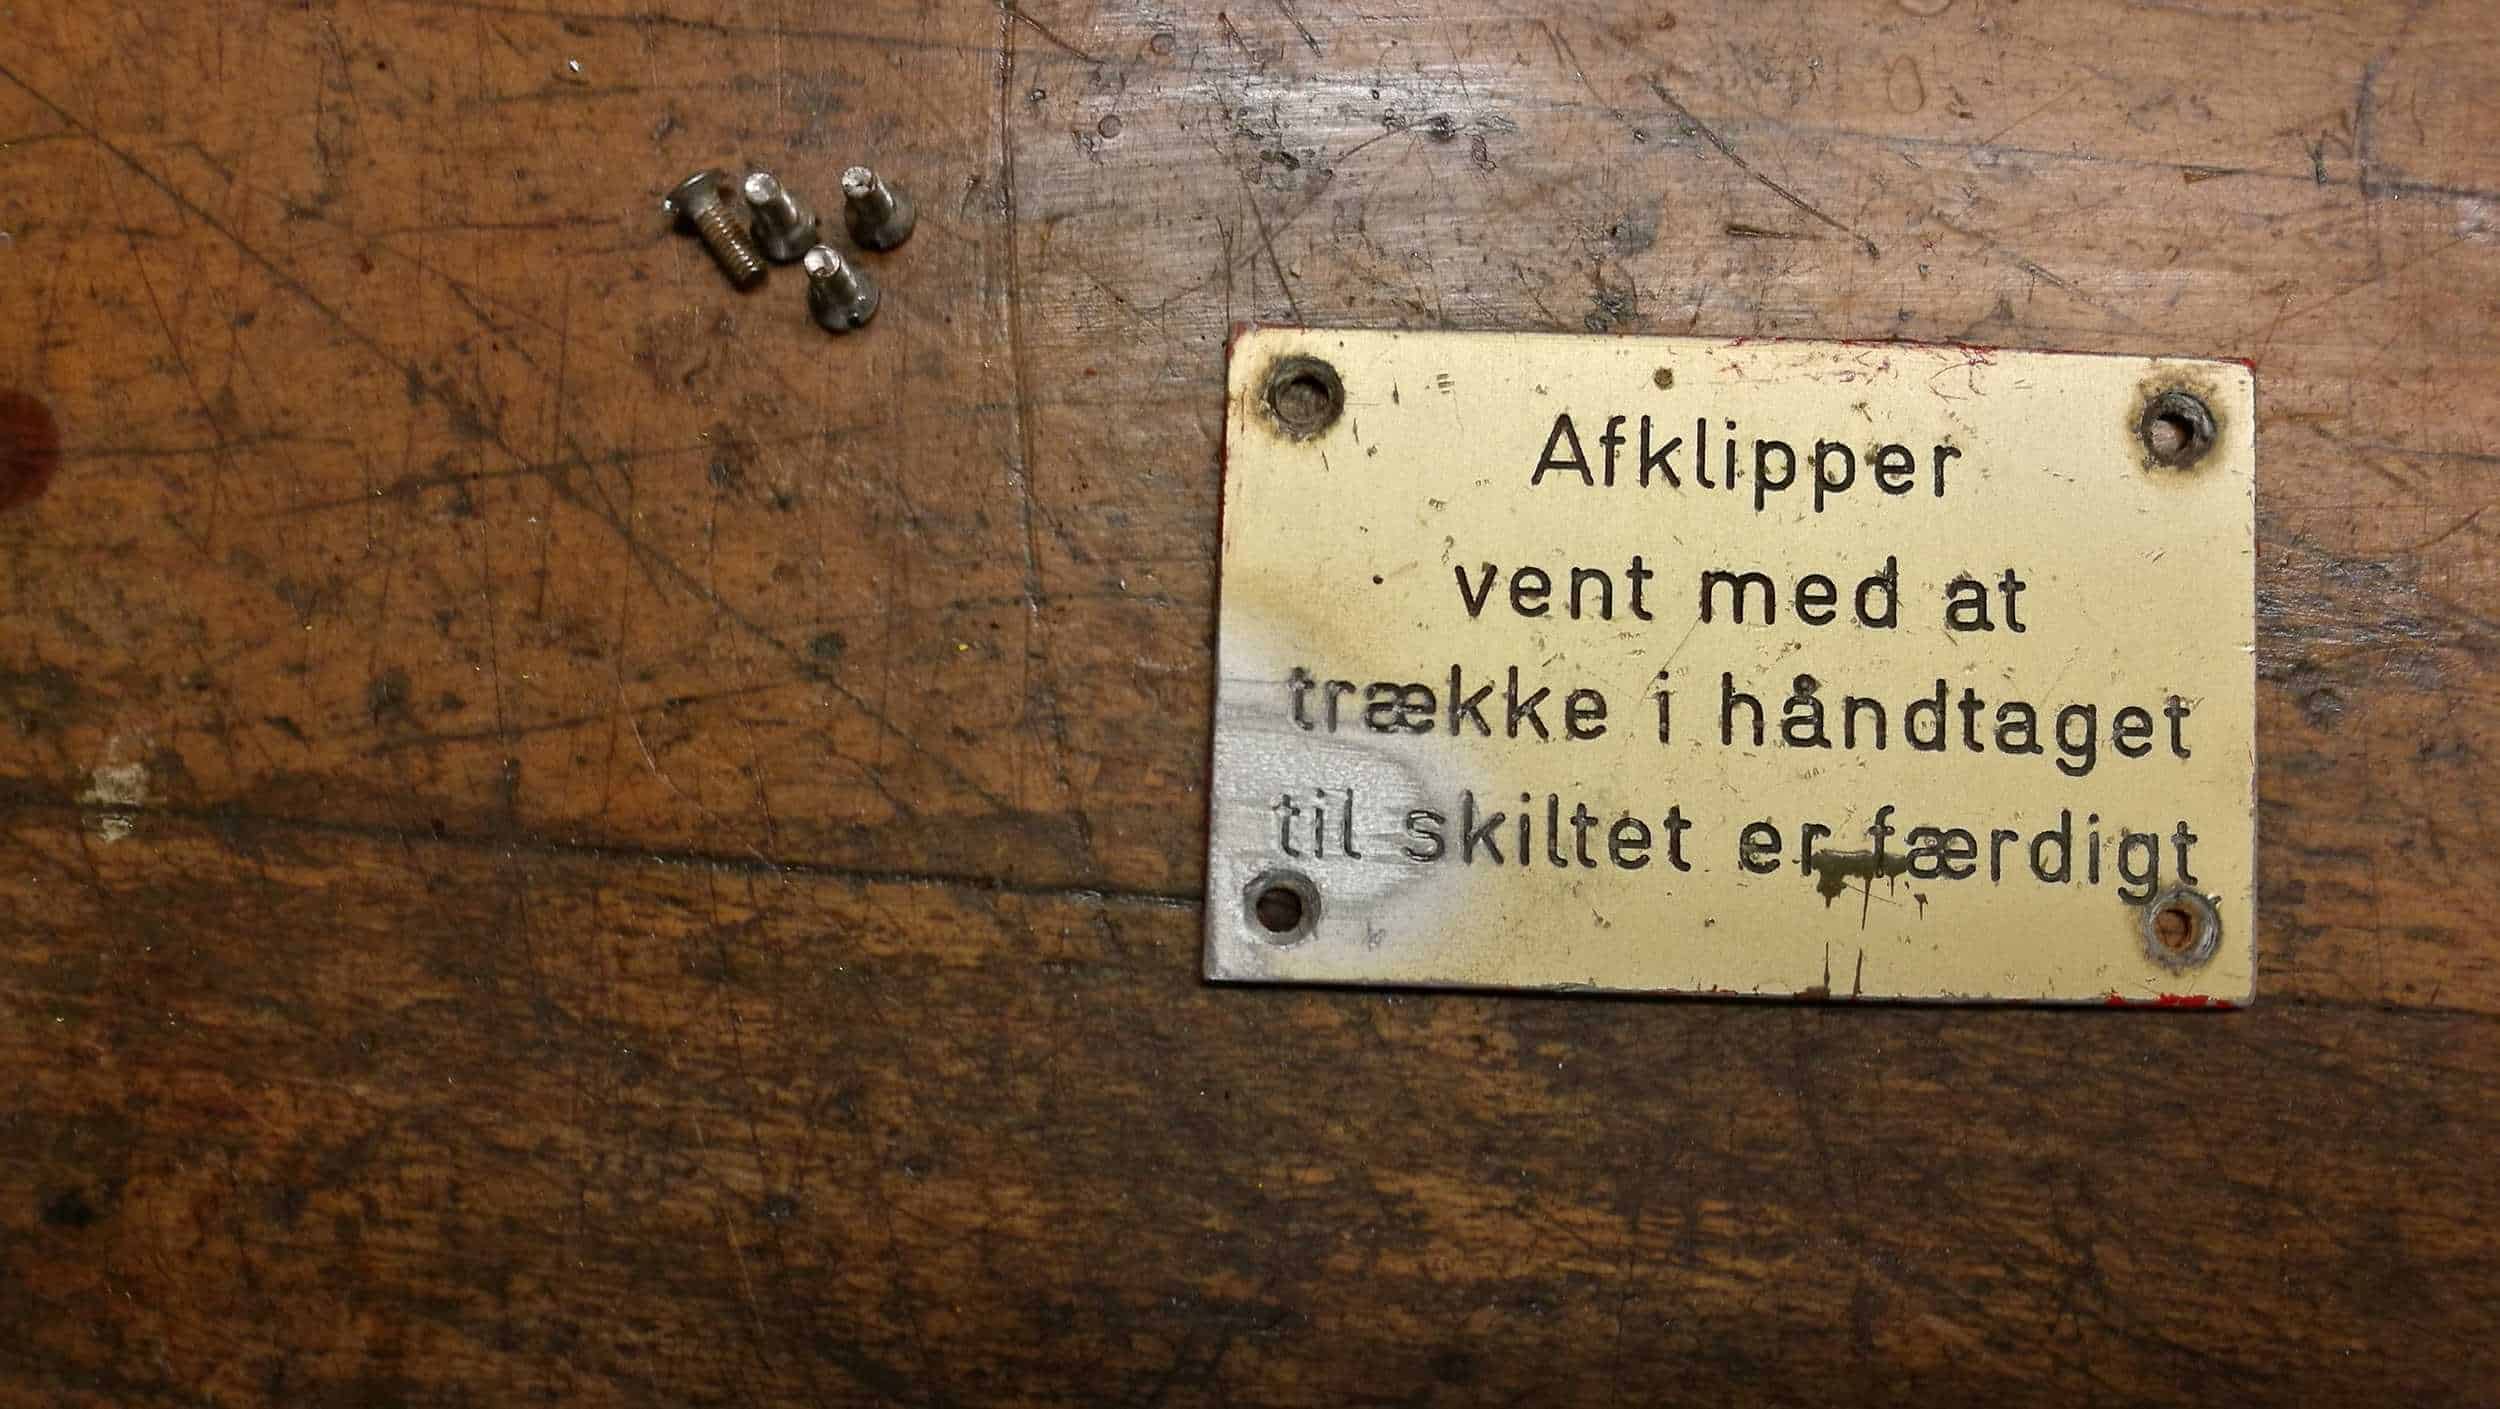 Afklipper
vent med at
trække i håndtaget
til skiltet er færdigt